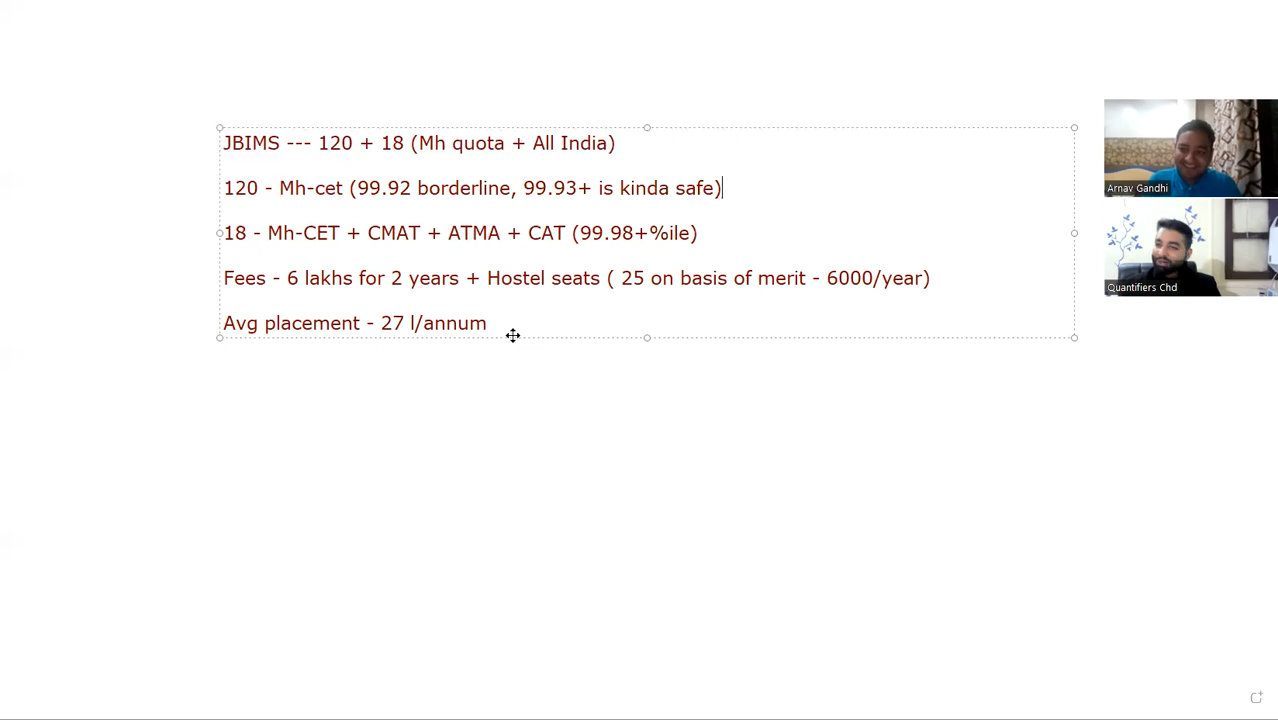 JBIMS --- 120 + 18 (Mh quota + All India)
120 - Mh-cet (99.92 borderline, 99.93+ is kinda safe)
18 - Mh-CET + CMAT + ATMA + CAT (99.98+%ile)
Fees - 6 lakhs for 2 years + Hostel seats ( 25 on basis of merit - 6000/year)
Avg placement - 27 l/annum
Arnav Gandhi
Quantifiers Chd